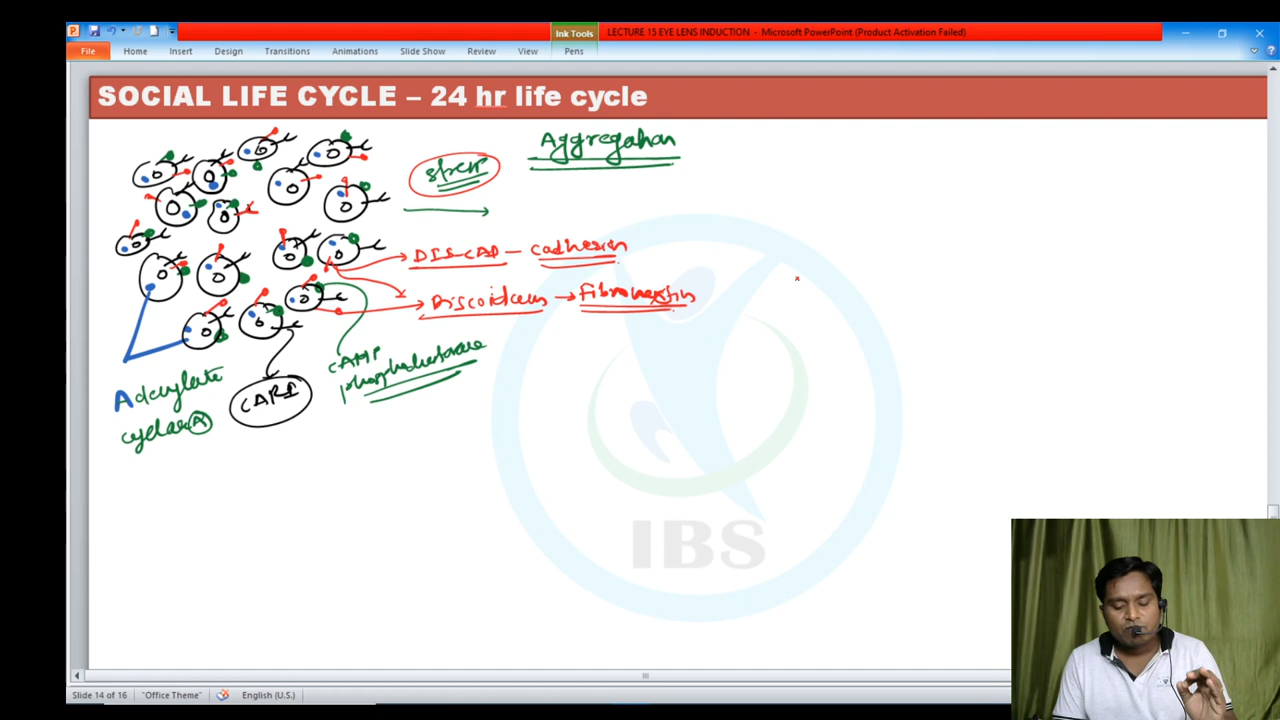 Ink Tools
LECTURE 15 EYE LENS INDUCTION - Microsoft PowerPoint (Product Activation Failed)
File Home Insert Design Transitions Animations Slide Show Review View Pens
SOCIAL LIFE CYCLE – 24 hr life cycle
Aggregation
stress
DIS-CAD – cadhesin
Discoideus → Fibronectin
cAMP
phosphodiesterase
Adenylate
cyclase A
CAR1
IBS
Slide 14 of 16 "Office Theme" English (U.S.)